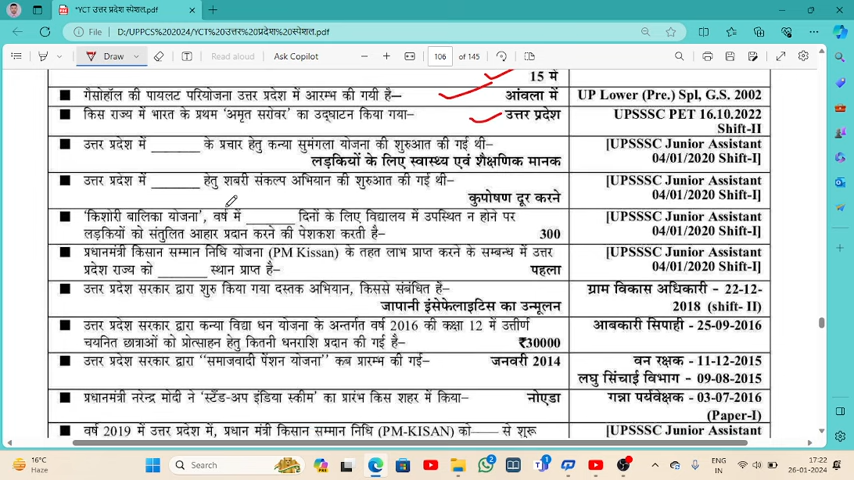 *YCT उत्तर प्रदेश स्पेशल.pdf
File D:/UPPCS%202024/YCT%20उत्तर%20प्रदेश%20स्पेशल.pdf
Draw Read aloud Ask Copilot 106 of 145
15 में
गैसोहॉल की पायलट परियोजना उत्तर प्रदेश में आरम्भ की गयी है– आंवला में UP Lower (Pre.) Spl, G.S. 2002
किस राज्य में भारत के प्रथम 'अमृत सरोवर' का उद्घाटन किया गया– उत्तर प्रदेश UPSSSC PET 16.10.2022
Shift-II
उत्तर प्रदेश में _______ के प्रचार हेतु कन्या सुमंगला योजना की शुरुआत की गई थी– [UPSSSC Junior Assistant
लड़कियों के लिए स्वास्थ्य एवं शैक्षणिक मानक 04/01/2020 Shift-I]
उत्तर प्रदेश में _______ हेतु शबरी संकल्प अभियान की शुरुआत की गई थी– [UPSSSC Junior Assistant
कुपोषण दूर करने 04/01/2020 Shift-I]
'किशोरी बालिका योजना', वर्ष में _______ दिनों के लिए विद्यालय में उपस्थित न होने पर [UPSSSC Junior Assistant
लड़कियों को संतुलित आहार प्रदान करने की पेशकश करती है– 300 04/01/2020 Shift-I]
प्रधानमंत्री किसान सम्मान निधि योजना (PM Kissan) के तहत लाभ प्राप्त करने के सम्बन्ध में उत्तर [UPSSSC Junior Assistant
प्रदेश राज्य को _______ स्थान प्राप्त है– पहला 04/01/2020 Shift-I]
उत्तर प्रदेश सरकार द्वारा शुरु किया गया दस्तक अभियान, किससे संबंधित हैं– ग्राम विकास अधिकारी - 22-12-
जापानी इंसेफेलाइटिस का उन्मूलन 2018 (shift- II)
उत्तर प्रदेश सरकार द्वारा कन्या विद्या धन योजना के अन्तर्गत वर्ष 2016 की कक्षा 12 में उत्तीर्ण आबकारी सिपाही - 25-09-2016
चयनित छात्राओं को प्रोत्साहन हेतु कितनी धनराशि प्रदान की गई है– ₹30000
उत्तर प्रदेश सरकार द्वारा "समाजवादी पेंशन योजना" कब प्रारम्भ की गई– जनवरी 2014 वन रक्षक - 11-12-2015
लघु सिंचाई विभाग - 09-08-2015
प्रधानमंत्री नरेन्द्र मोदी ने 'स्टैंड-अप इंडिया स्कीम' का प्रारंभ किस शहर में किया– नोएडा गन्ना पर्यवेक्षक - 03-07-2016
(Paper-I)
वर्ष 2019 में उत्तर प्रदेश में, प्रधान मंत्री किसान सम्मान निधि (PM-KISAN) को—— से शुरू [UPSSSC Junior Assistant
16°C
Haze
Search
2
ENG
IN
17:22
26-01-2024